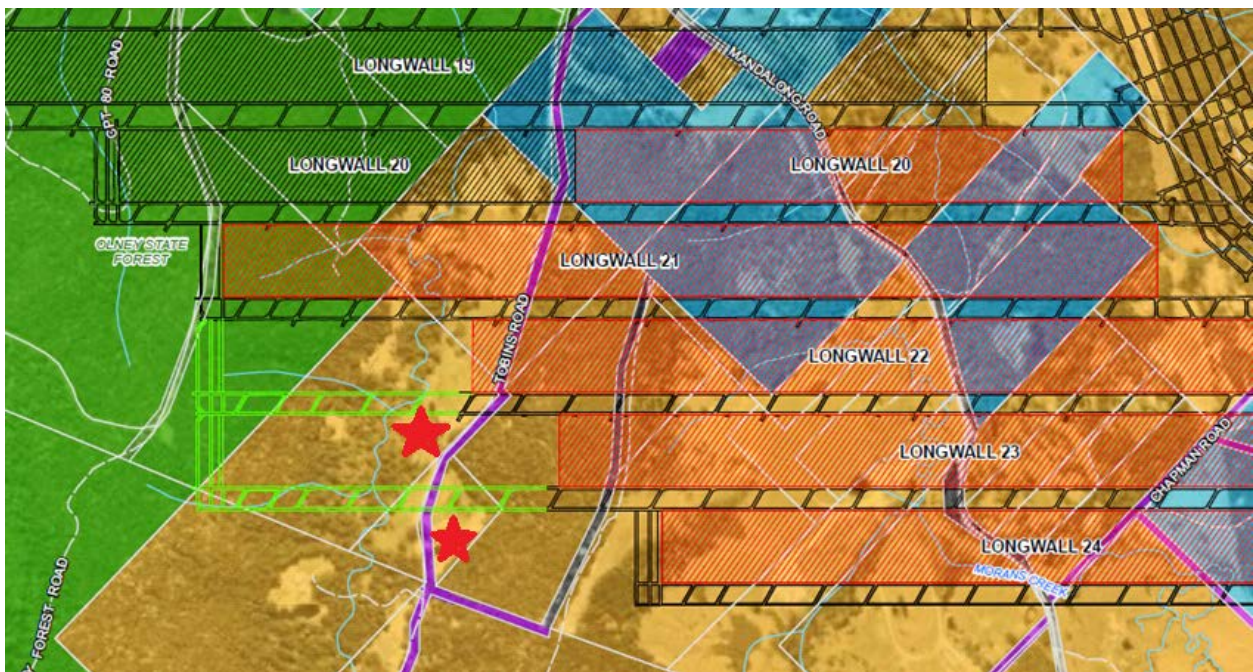 LONGWALL 19
GPT - 80 - ROAD
MANDALONG ROAD
LONGWALL 20
LONGWALL 20
OLNEY STATE
FOREST
LONGWALL 21
TOBINS ROAD
LONGWALL 22
LONGWALL 23
CHAPMAN ROAD
LONGWALL 24
MORANS CREEK
Y FOREST - ROAD